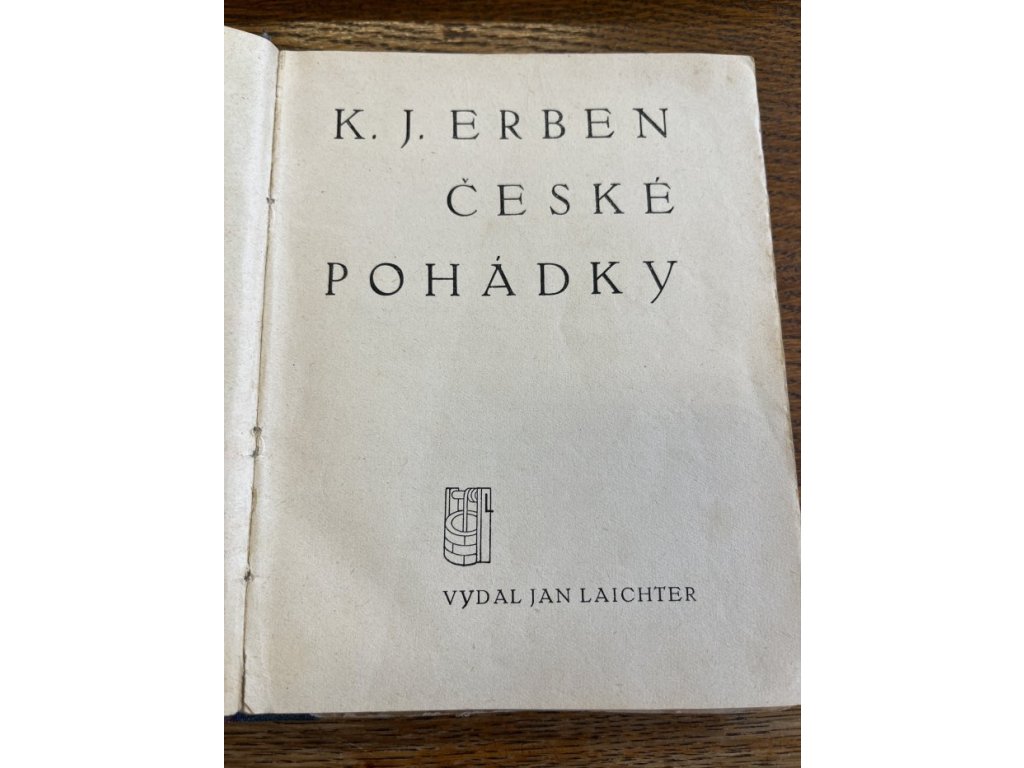 K. J. ERBEN
ČESKÉ
POHÁDKY
L
VYDAL JAN LAICHTER